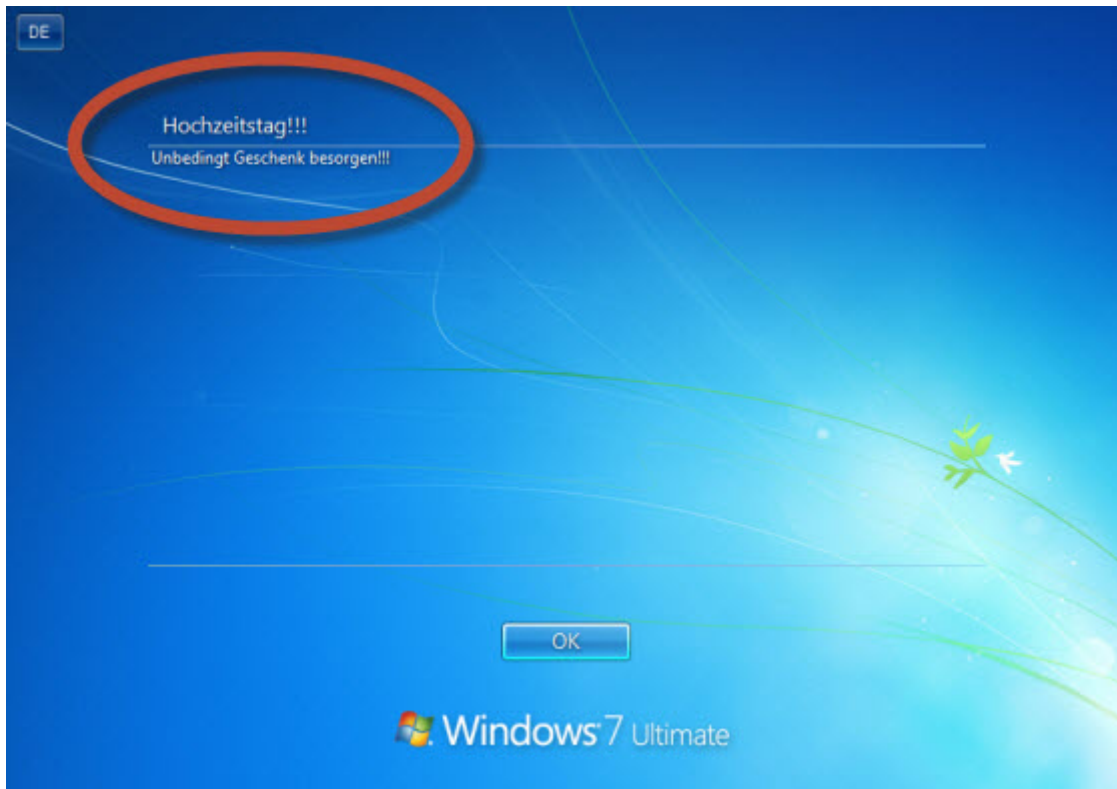 DE
Hochzeitstag!!!
Unbedingt Geschenk besorgen!!!
OK
Windows 7 Ultimate